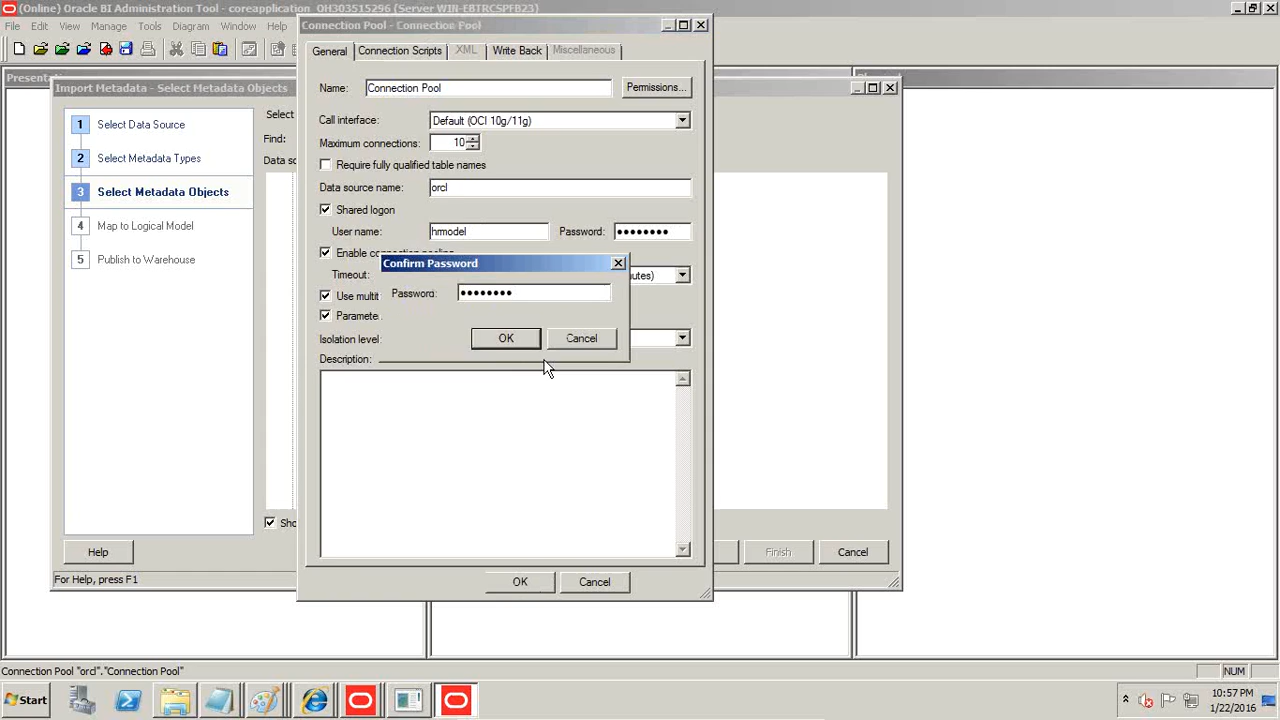 (Online) Oracle BI Administration Tool - coreapplication_OH303515296 (Server WIN-EBTRCSPFB23)
File Edit View Manage Tools Diagram Window Help
Connection Pool - Connection Pool
General Connection Scripts XML Write Back Miscellaneous
Name: Connection Pool Permissions...
Call interface: Default (OCI 10g/11g)
Maximum connections: 10
Require fully qualified table names
Data source name: orcl
Shared logon
User name: hrmodel Password: ••••••••
Timeout:
Isolation level:
Description:
OK Cancel
Confirm Password
Password: ••••••••
OK Cancel
Import Metadata - Select Metadata Objects
1 Select Data Source
2 Select Metadata Types
3 Select Metadata Objects
4 Map to Logical Model
5 Publish to Warehouse
Select
Find:
Help
Finish Cancel
For Help, press F1
Connection Pool "orcl"."Connection Pool"
NUM
Start
10:57 PM
1/22/2016